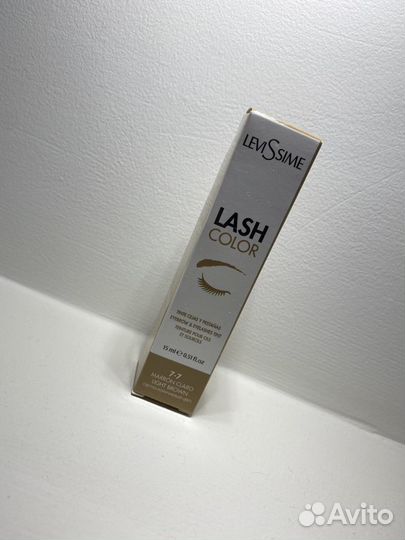 LEVISSIME
LASH
COLOR
TINTE CEJAS Y PESTAÑAS
EYEBROW & EYELASHES TINT
TEINTURE POUR CILS
ET SOURCILS
15 ml e 0,51 fl.oz
7-7
MARRÓN CLARO
LIGHT BROWN
Avito